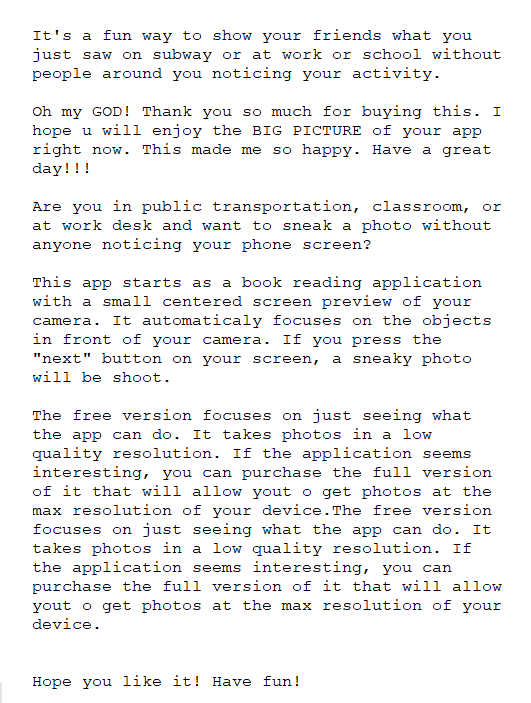 It's a fun way to show your friends what you
just saw on subway or at work or school without
people around you noticing your activity.
Oh my GOD! Thank you so much for buying this. I
hope u will enjoy the BIG PICTURE of your app
right now. This made me so happy. Have a great
day!!!
Are you in public transportation, classroom, or
at work desk and want to sneak a photo without
anyone noticing your phone screen?
This app starts as a book reading application
with a small centered screen preview of your
camera. It automaticaly focuses on the objects
in front of your camera. If you press the
"next" button on your screen, a sneaky photo
will be shoot.
The free version focuses on just seeing what
the app can do. It takes photos in a low
quality resolution. If the application seems
interesting, you can purchase the full version
of it that will allow yout o get photos at the
max resolution of your device.The free version
focuses on just seeing what the app can do. It
takes photos in a low quality resolution. If
the application seems interesting, you can
purchase the full version of it that will allow
yout o get photos at the max resolution of your
device.
Hope you like it! Have fun!